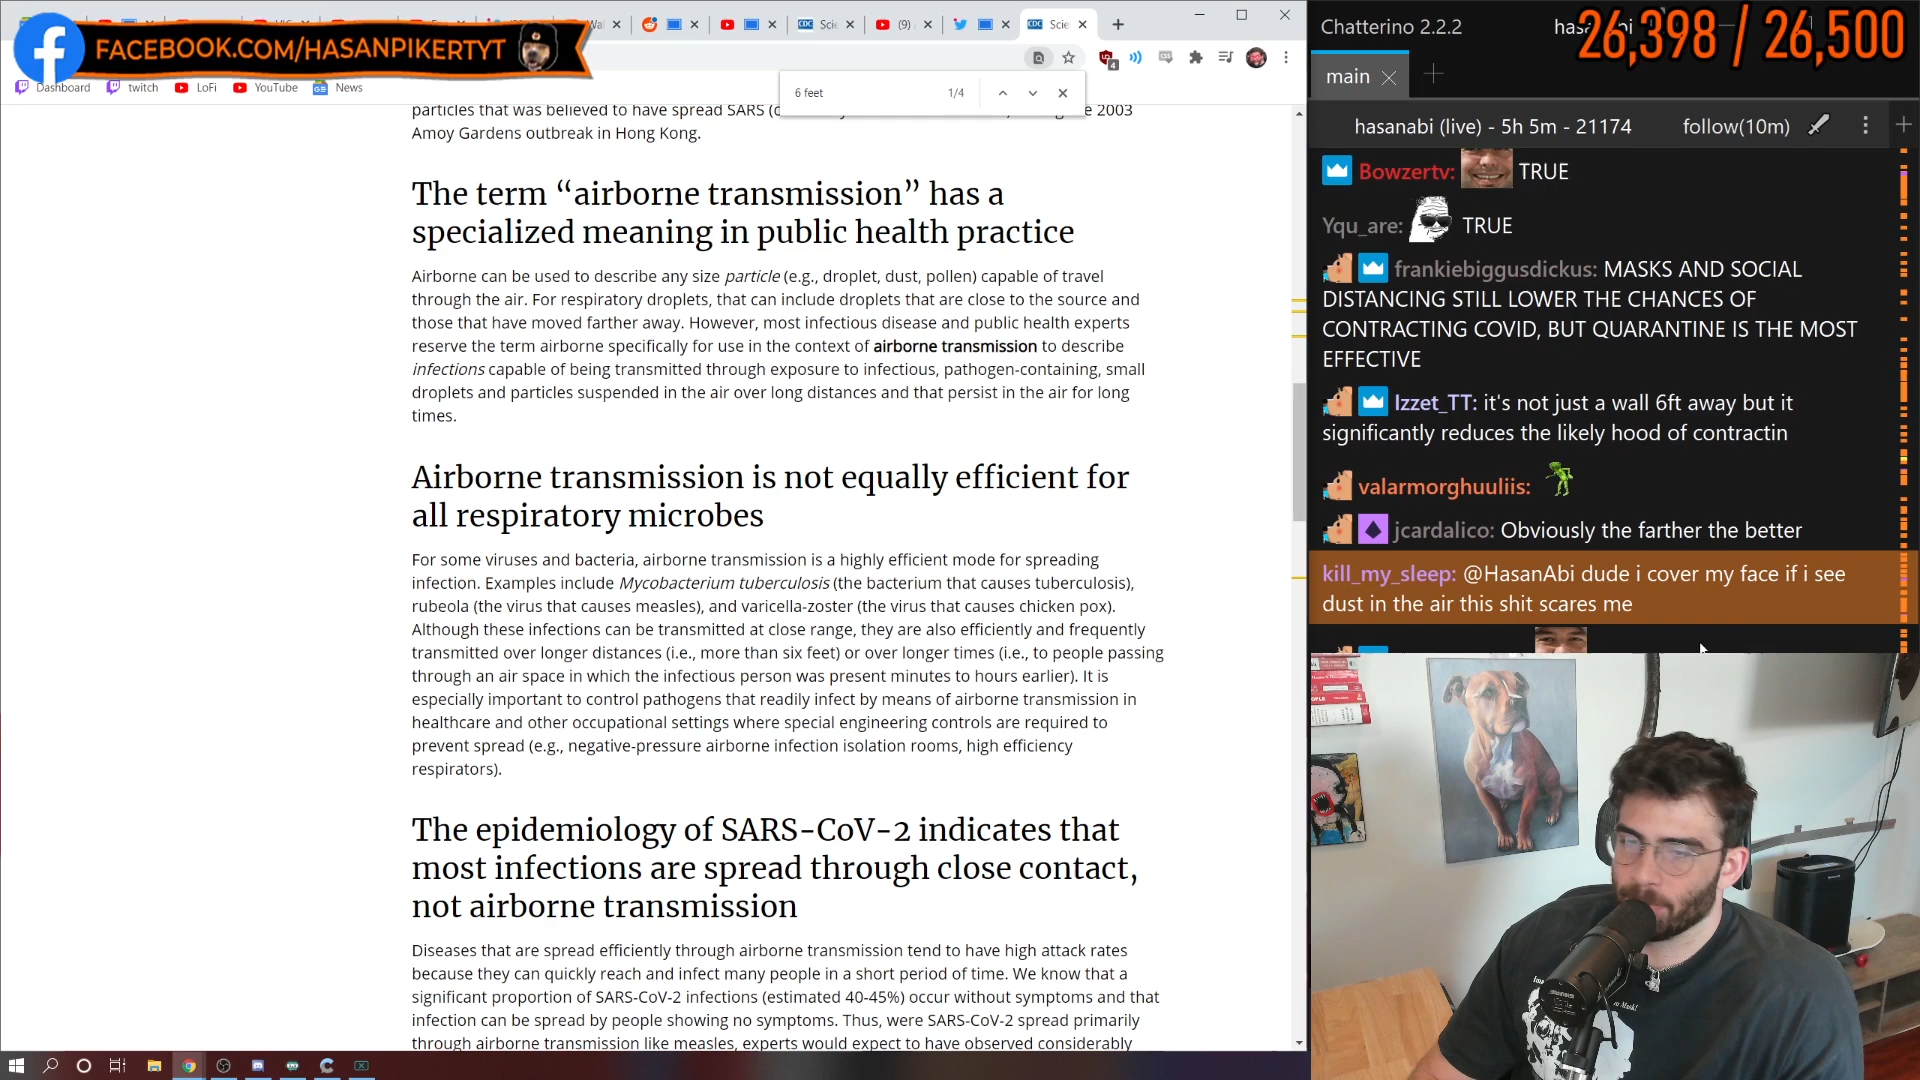 FACEBOOK.COM/HASANPIKERTYT
Dashboard
twitch
LoFi
YouTube
News
6 feet
1/4
particles that was believed to have spread SARS
2003
Amoy Gardens outbreak in Hong Kong.
The term “airborne transmission” has a
specialized meaning in public health practice
Airborne can be used to describe any size particle (e.g., droplet, dust, pollen) capable of travel
through the air. For respiratory droplets, that can include droplets that are close to the source and
those that have moved farther away. However, most infectious disease and public health experts
reserve the term airborne specifically for use in the context of airborne transmission to describe
infections capable of being transmitted through exposure to infectious, pathogen-containing, small
droplets and particles suspended in the air over long distances and that persist in the air for long
times.
Airborne transmission is not equally efficient for
all respiratory microbes
For some viruses and bacteria, airborne transmission is a highly efficient mode for spreading
infection. Examples include Mycobacterium tuberculosis (the bacterium that causes tuberculosis),
rubeola (the virus that causes measles), and varicella-zoster (the virus that causes chicken pox).
Although these infections can be transmitted at close range, they are also efficiently and frequently
transmitted over longer distances (i.e., more than six feet) or over longer times (i.e., to people passing
through an air space in which the infectious person was present minutes to hours earlier). It is
especially important to control pathogens that readily infect by means of airborne transmission in
healthcare and other occupational settings where special engineering controls are required to
prevent spread (e.g., negative-pressure airborne infection isolation rooms, high efficiency
respirators).
The epidemiology of SARS-CoV-2 indicates that
most infections are spread through close contact,
not airborne transmission
Diseases that are spread efficiently through airborne transmission tend to have high attack rates
because they can quickly reach and infect many people in a short period of time. We know that a
significant proportion of SARS-CoV-2 infections (estimated 40-45%) occur without symptoms and that
infection can be spread by people showing no symptoms. Thus, were SARS-CoV-2 spread primarily
through airborne transmission like measles, experts would expect to have observed considerably
Chatterino 2.2.2
26,398 / 26,500
main
hasanabi (live) - 5h 5m - 21174
follow(10m)
Bowzertv: TRUE
Yqu_are: TRUE
frankiebiggusdickus: MASKS AND SOCIAL
DISTANCING STILL LOWER THE CHANCES OF
CONTRACTING COVID, BUT QUARANTINE IS THE MOST
EFFECTIVE
Izzet_TT: it's not just a wall 6ft away but it
significantly reduces the likely hood of contractin
valarmorghuuliis:
jcardalico: Obviously the farther the better
kill_my_sleep: @HasanAbi dude i cover my face if i see
dust in the air this shit scares me